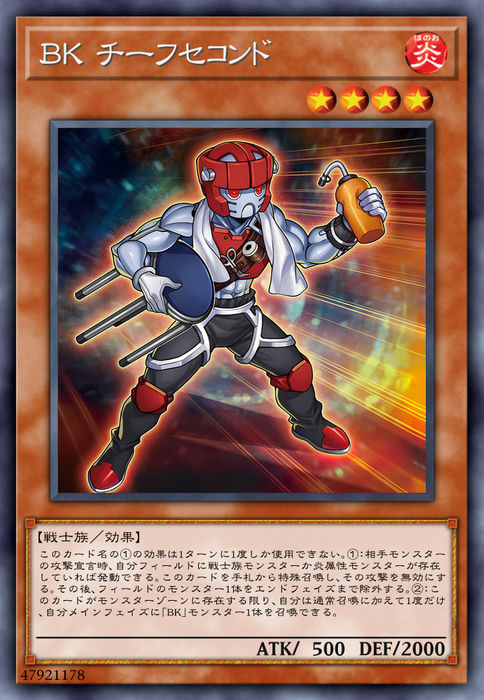 BK チーフセコンド
ほのお
炎
【戦士族/効果】
このカード名の①の効果は1ターンに1度しか使用できない。①:相手モンスター
の攻撃宣言時、自分フィールドに戦士族モンスターか炎属性モンスターが存在
していれば発動できる。このカードを手札から特殊召喚し、その攻撃を無効にす
る。その後、フィールドのモンスター1体をエンドフェイズまで除外する。②:こ
のカードがモンスターゾーンに存在する限り、自分は通常召喚に加えて1度だけ
、自分メインフェイズに「BK」モンスター1体を召喚できる。
ATK/ 500 DEF/2000
47921178